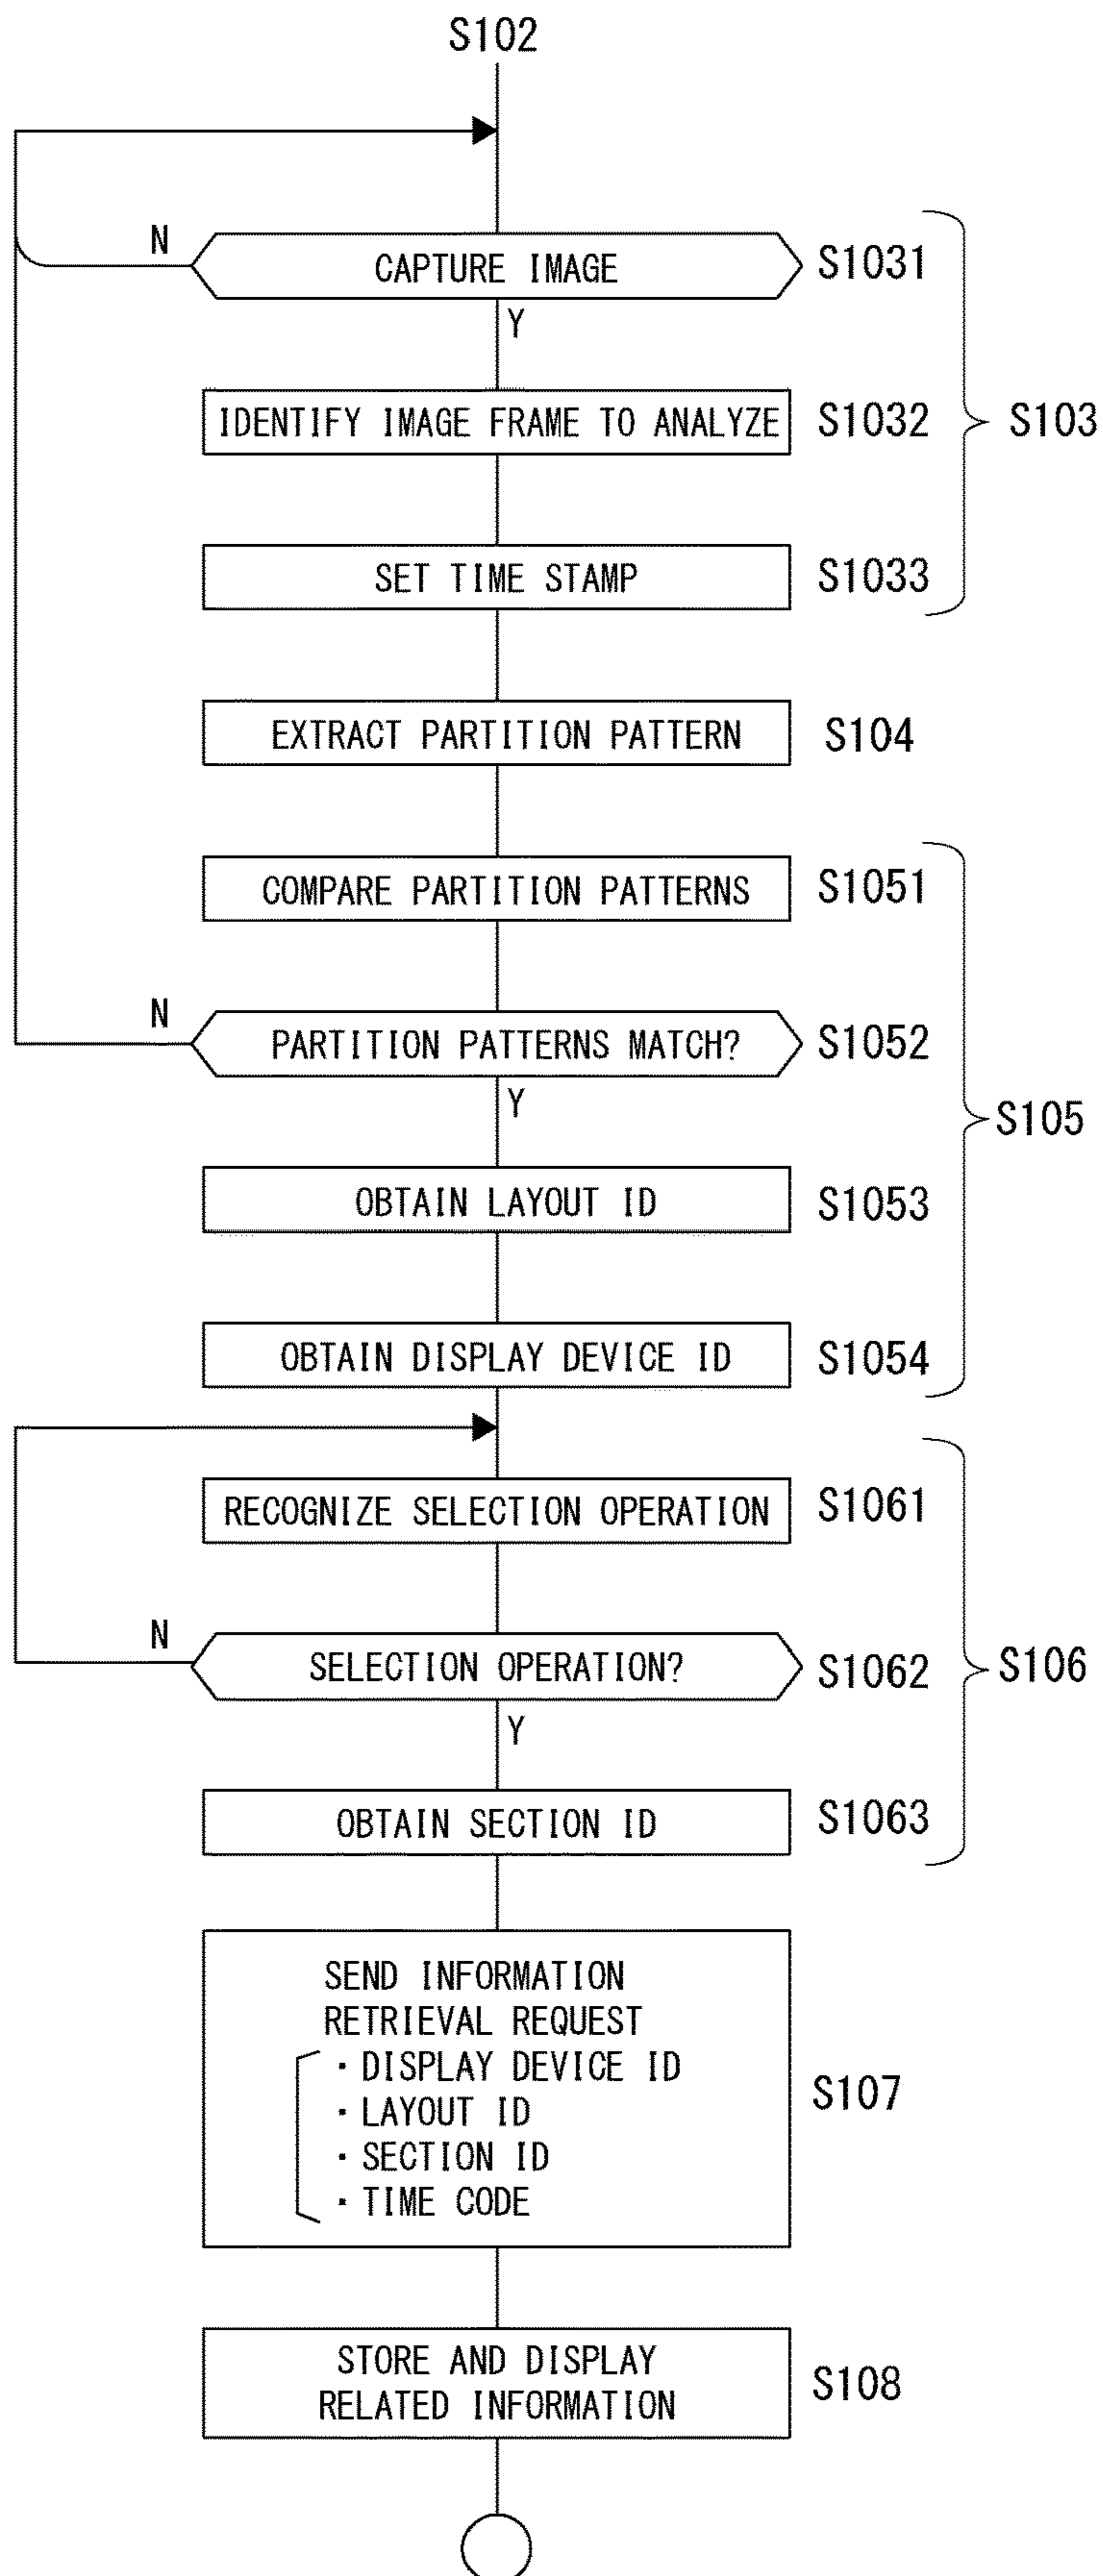 S102
N
CAPTURE IMAGE
S1031
Y
IDENTIFY IMAGE FRAME TO ANALYZE
S1032
S103
SET TIME STAMP
S1033
EXTRACT PARTITION PATTERN
S104
COMPARE PARTITION PATTERNS
S1051
N
PARTITION PATTERNS MATCH?
S1052
Y
S105
OBTAIN LAYOUT ID
S1053
OBTAIN DISPLAY DEVICE ID
S1054
RECOGNIZE SELECTION OPERATION
S1061
N
SELECTION OPERATION?
S1062
S106
Y
OBTAIN SECTION ID
S1063
SEND INFORMATION
RETRIEVAL REQUEST
・DISPLAY DEVICE ID
・LAYOUT ID
・SECTION ID
・TIME CODE
S107
STORE AND DISPLAY
RELATED INFORMATION
S108